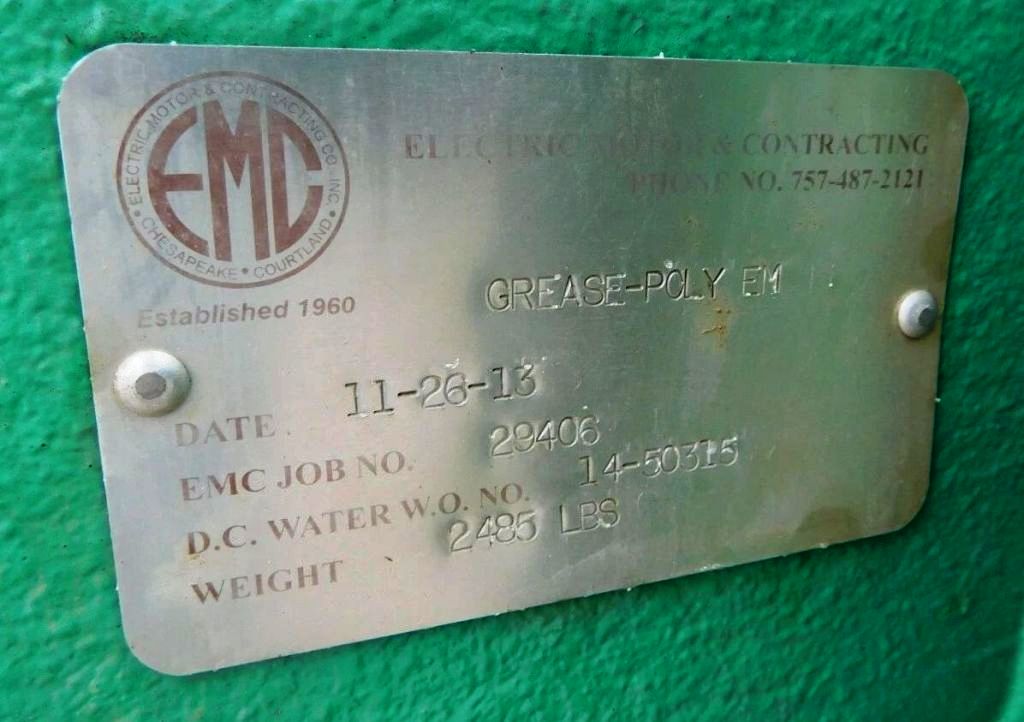 ELECTRIC MOTOR & CONTRACTING CO., INC.
EMC
CHESAPEAKE • COURTLAND
Established 1960
ELECTRIC MOTOR & CONTRACTING
PHONE NO. 757-487-2121
GREASE-POLY EM
DATE 11-26-13
EMC JOB NO. 29406
D.C. WATER W.O. NO. 14-50315
WEIGHT 2485 LBS